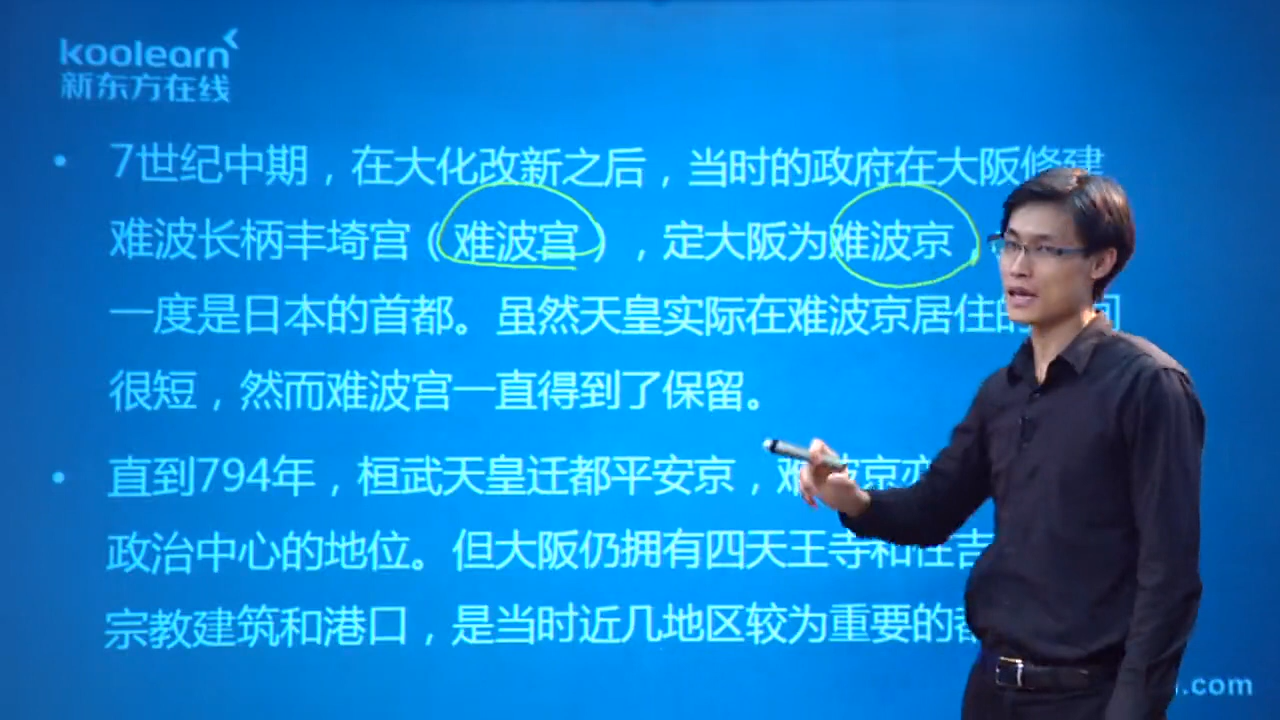 koolearn
新东方在线
• 7世纪中期，在大化改新之后，当时的政府在大阪修建
难波长柄丰埼宫（难波宫），定大阪为难波京
一度是日本的首都。虽然天皇实际在难波京居住的间
很短，然而难波宫一直得到了保留。
• 直到794年，桓武天皇迁都平安京，难波京
政治中心的地位。但大阪仍拥有四天王寺和住吉
宗教建筑和港口，是当时近几地区较为重要的
.com